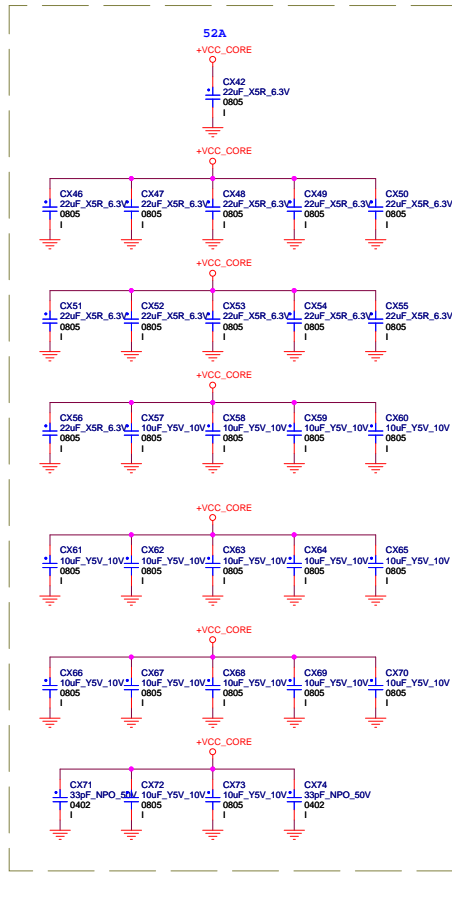 52A
+VCC_CORE
CX42
22uF_X5R_6.3V
0805
I
+VCC_CORE
CX46 CX47 CX48 CX49 CX50
22uF_X5R_6.3V 22uF_X5R_6.3V 22uF_X5R_6.3V 22uF_X5R_6.3V 22uF_X5R_6.3V
0805 0805 0805 0805 0805
I I I I I
+VCC_CORE
CX51 CX52 CX53 CX54 CX55
22uF_X5R_6.3V 22uF_X5R_6.3V 22uF_X5R_6.3V 22uF_X5R_6.3V 22uF_X5R_6.3V
0805 0805 0805 0805 0805
I I I I I
+VCC_CORE
CX56 CX57 CX58 CX59 CX60
22uF_X5R_6.3V 10uF_Y5V_10V 10uF_Y5V_10V 10uF_Y5V_10V 10uF_Y5V_10V
0805 0805 0805 0805 0805
I I I I I
+VCC_CORE
CX61 CX62 CX63 CX64 CX65
10uF_Y5V_10V 10uF_Y5V_10V 10uF_Y5V_10V 10uF_Y5V_10V 10uF_Y5V_10V
0805 0805 0805 0805 0805
I I I I I
+VCC_CORE
CX66 CX67 CX68 CX69 CX70
10uF_Y5V_10V 10uF_Y5V_10V 10uF_Y5V_10V 10uF_Y5V_10V 10uF_Y5V_10V
0805 0805 0805 0805 0805
I I I I I
+VCC_CORE
CX71 CX72 CX73 CX74
33pF_NPO_50V 10uF_Y5V_10V 10uF_Y5V_10V 33pF_NPO_50V
0402 0805 0805 0402
I I I I